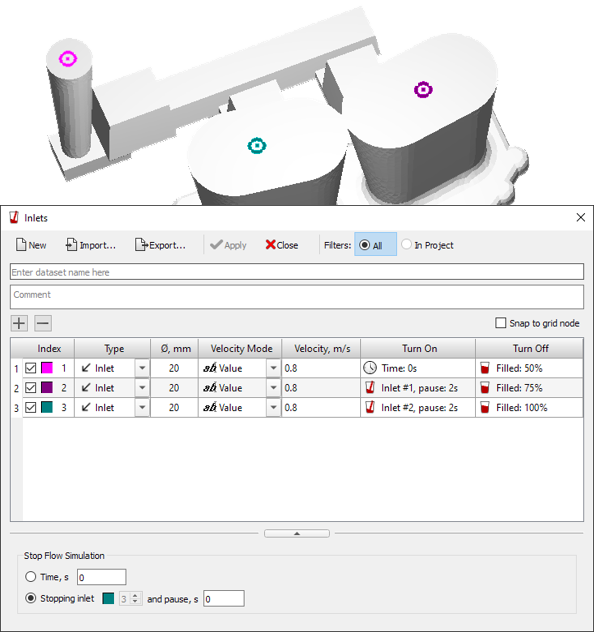 Inlets
New Import... Export... Apply Close Filters: All In Project
Enter dataset name here
Comment
Snap to grid node
Index Type Ø, mm Velocity Mode Velocity, m/s Turn On Turn Off
1 1 Inlet 20 ab, Value 0.8 Time: 0s Filled: 50%
2 2 Inlet 20 ab, Value 0.8 Inlet #1, pause: 2s Filled: 75%
3 3 Inlet 20 ab, Value 0.8 Inlet #2, pause: 2s Filled: 100%
Stop Flow Simulation
Time, s 0
Stopping inlet 3 and pause, s 0